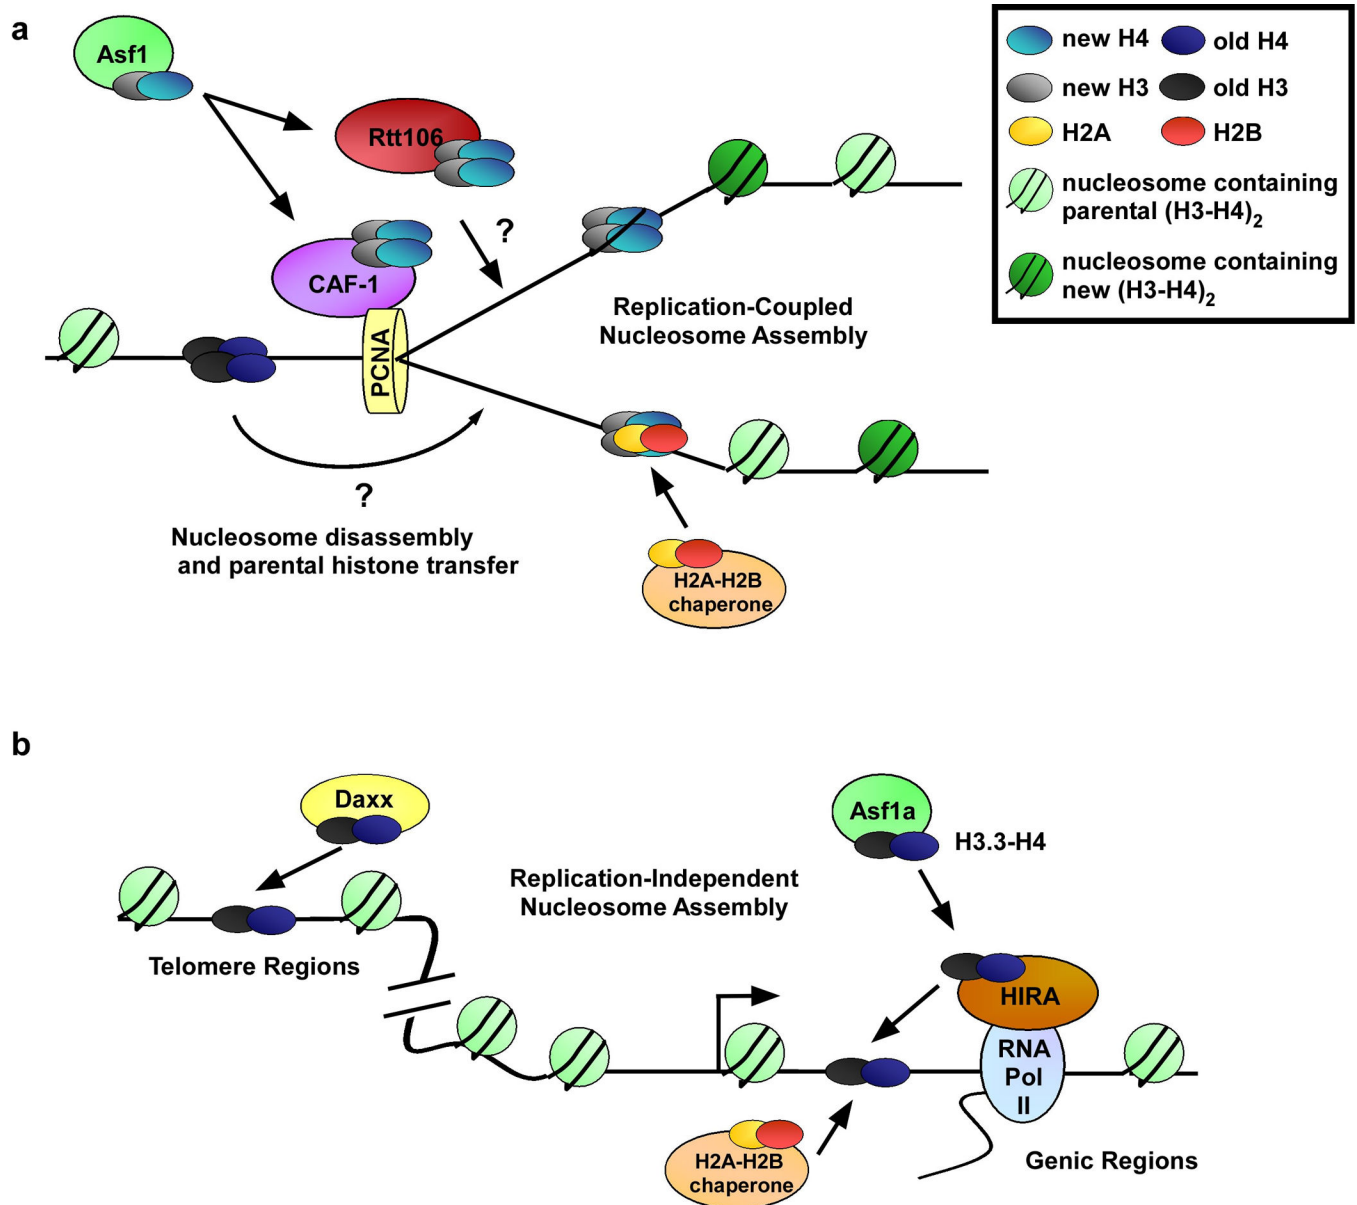 a
Asf1
Rtt106
?
CAF-1
PCNA
Replication-Coupled
Nucleosome Assembly
?
Nucleosome disassembly
and parental histone transfer
H2A-H2B
chaperone
new H4
old H4
new H3
old H3
H2A
H2B
nucleosome containing
parental (H3-H4)2
nucleosome containing
new (H3-H4)2
b
Daxx
Telomere Regions
Replication-Independent
Nucleosome Assembly
Asf1a
H3.3-H4
HIRA
RNA
Pol
II
H2A-H2B
chaperone
Genic Regions